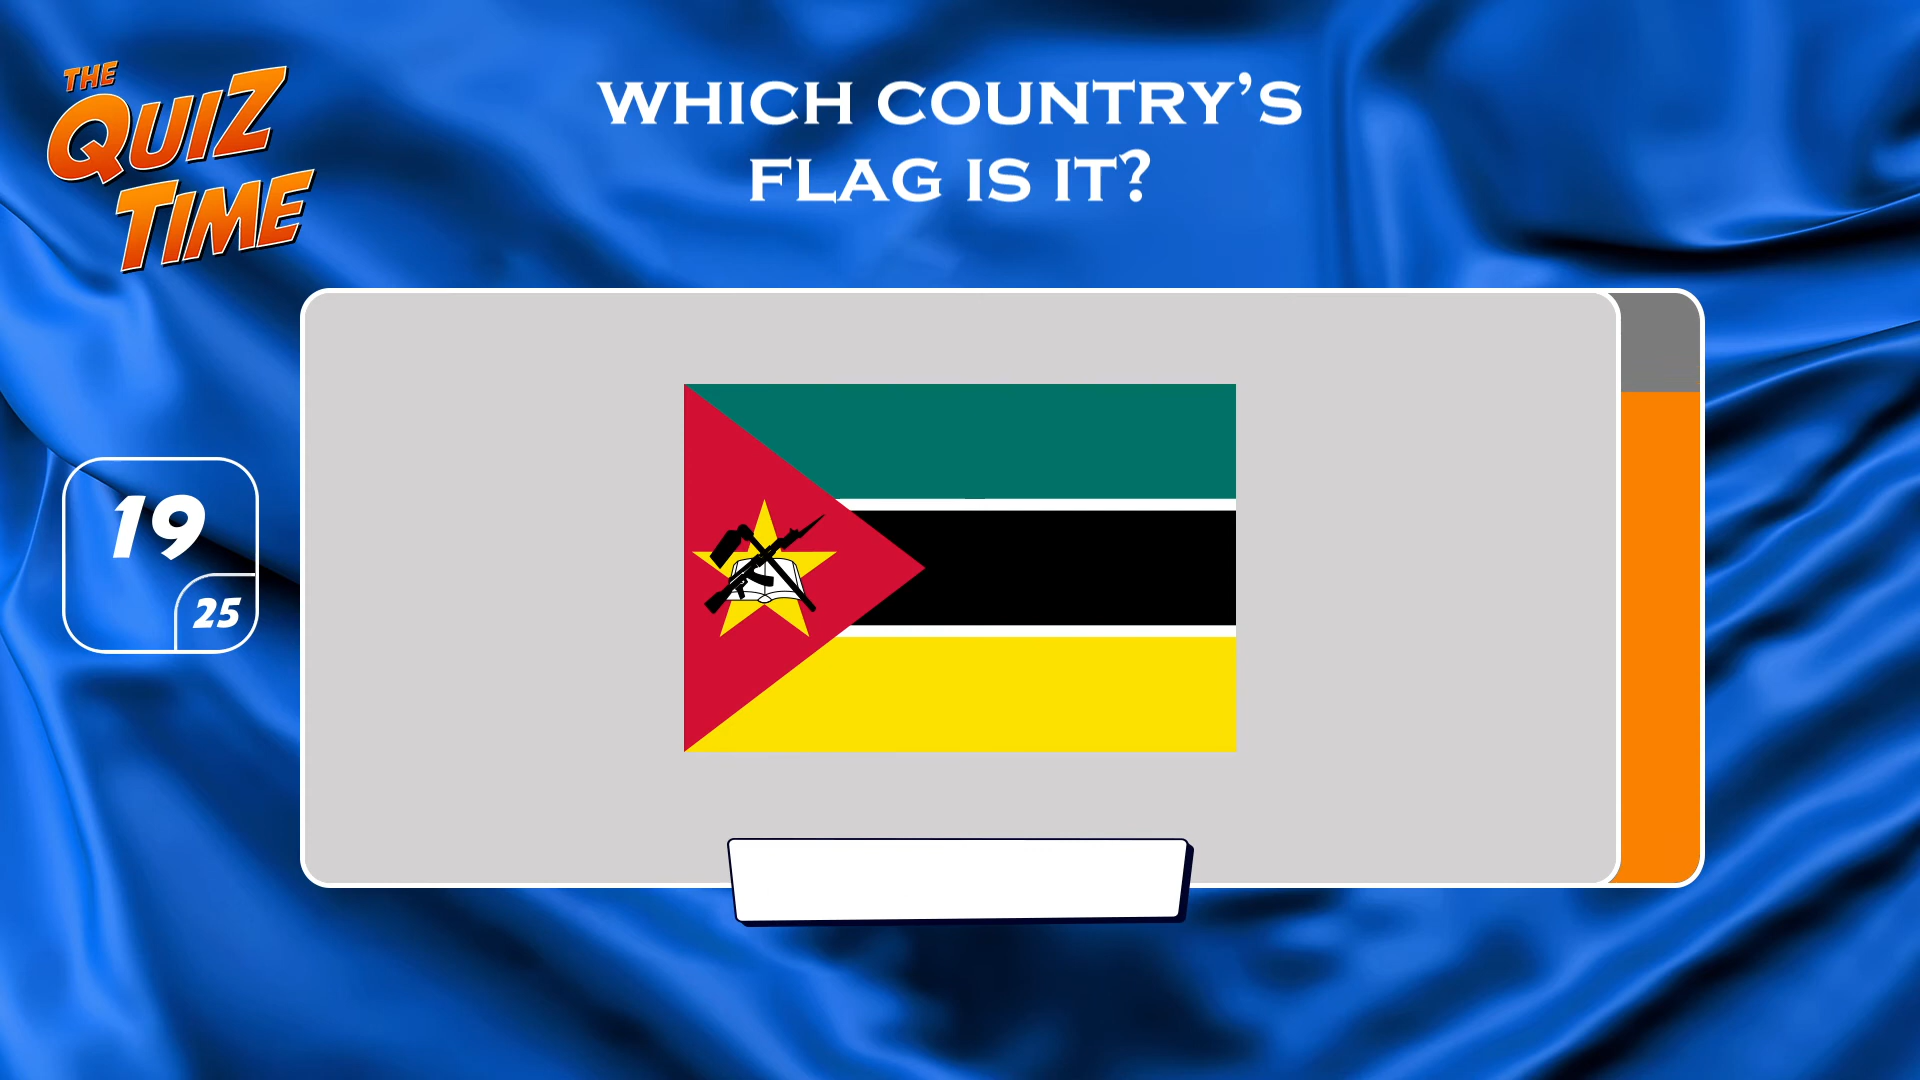 THE
QUIZ
TIME
WHICH COUNTRY'S
FLAG IS IT?
19
25